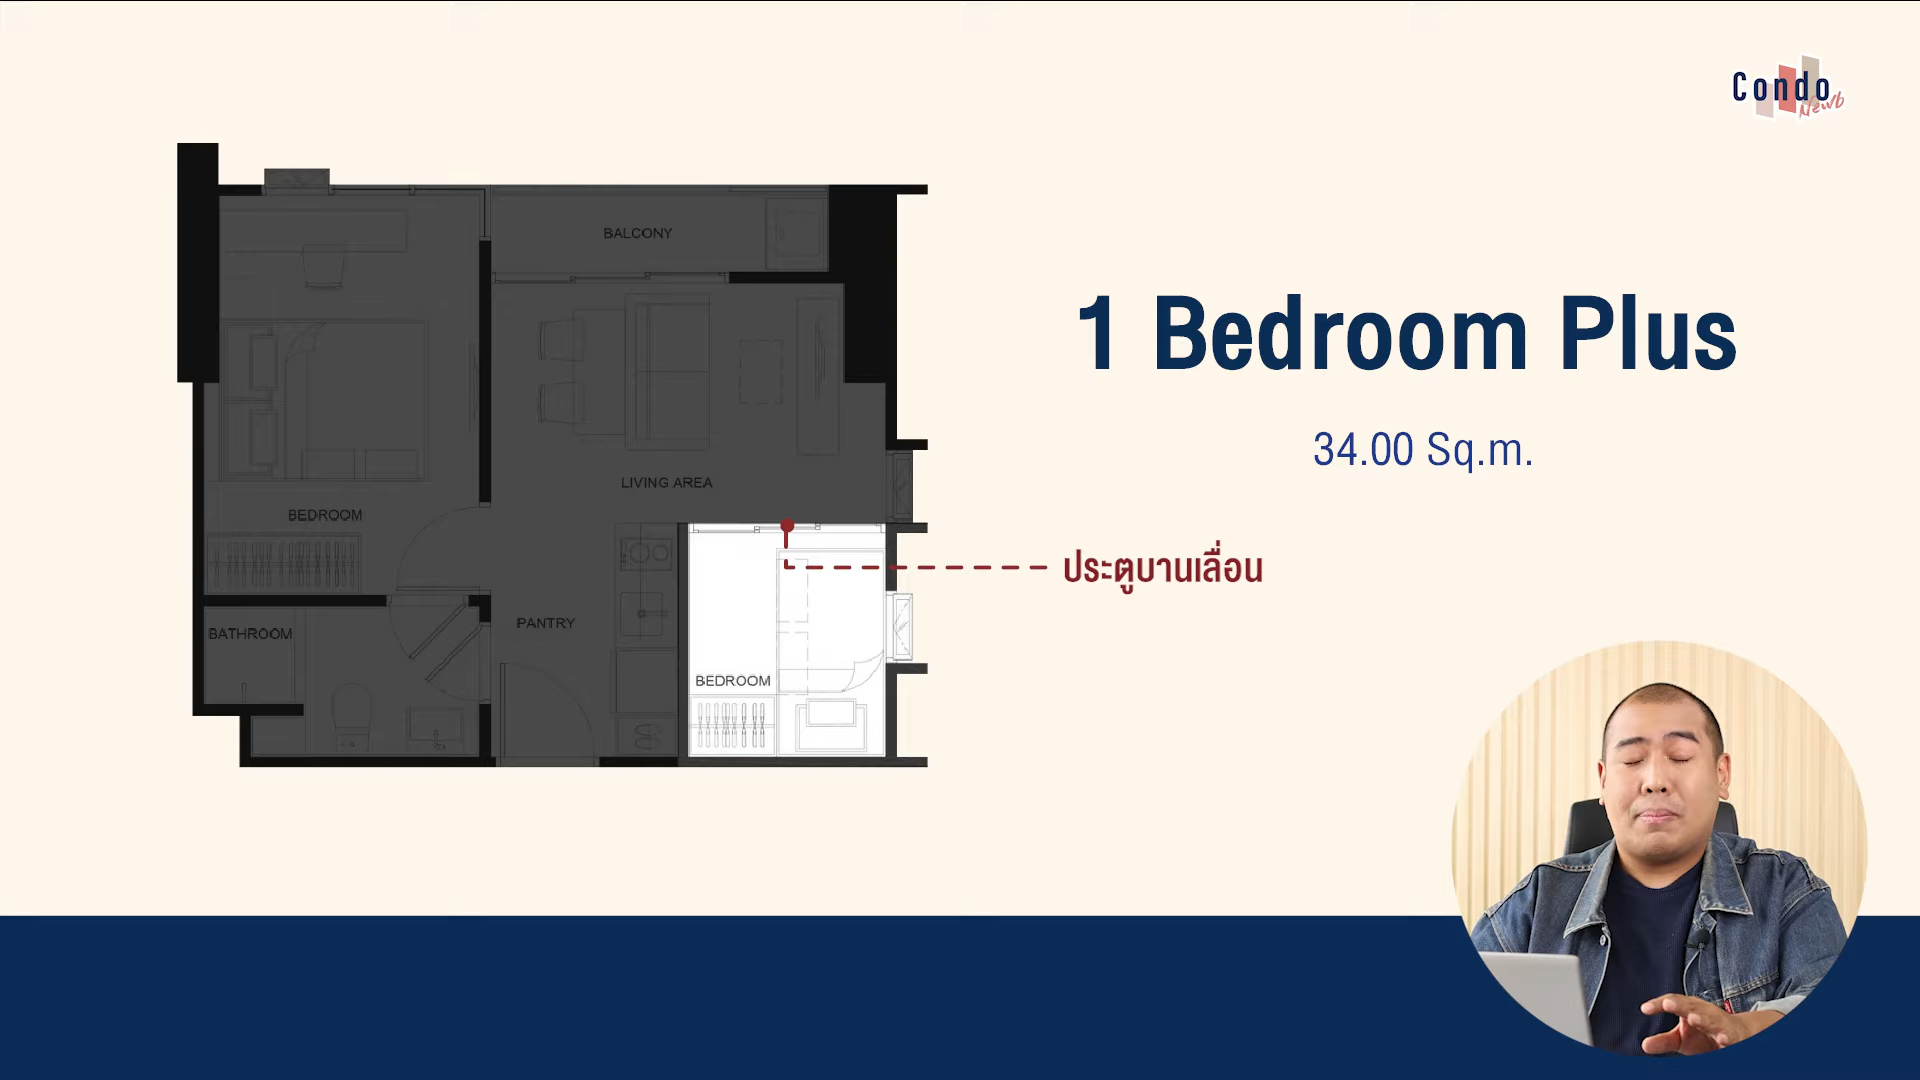 Condo
Newb
BALCONY
1 Bedroom Plus
34.00 Sq.m.
LIVING AREA
BEDROOM
ประตูบานเลื่อน
PANTRY
BATHROOM
BEDROOM